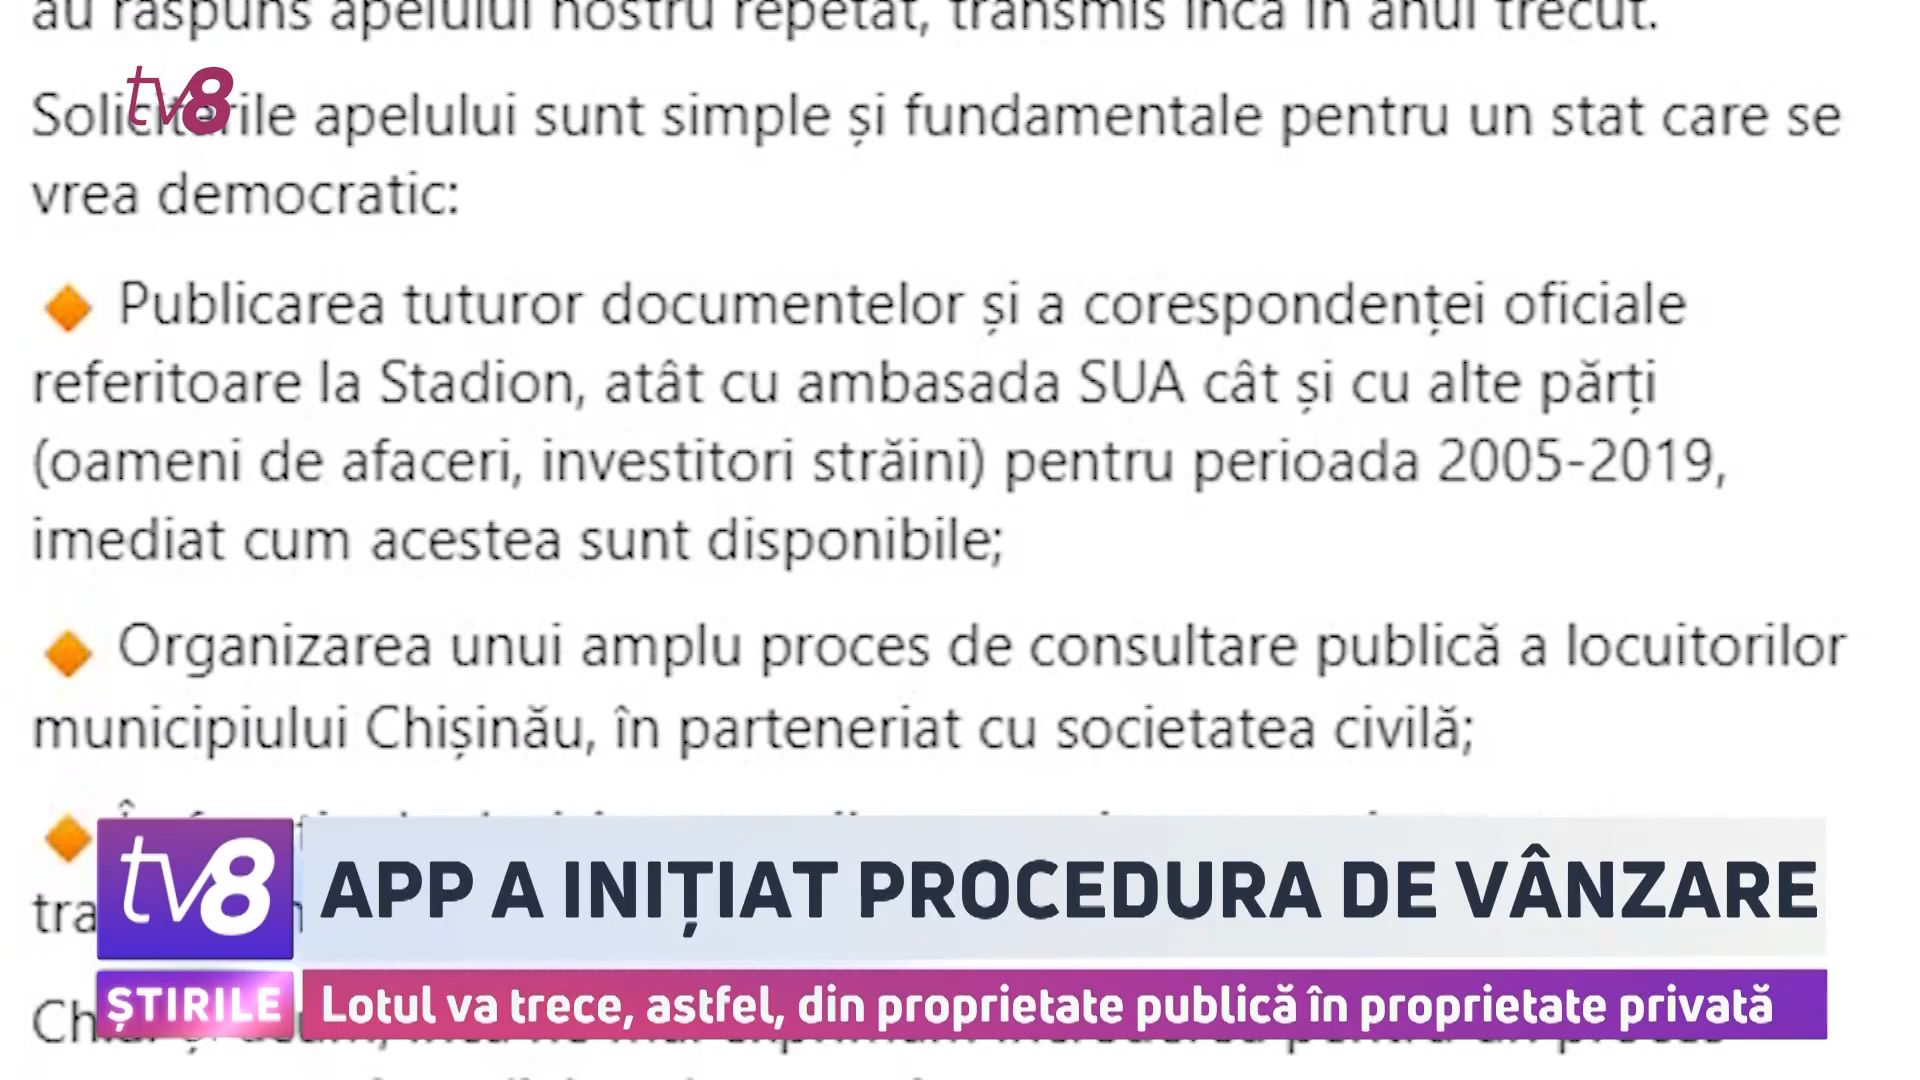 au răspuns apelului nostru repetat, transmis încă în anul trecut.
tv8
Solicitările apelului sunt simple și fundamentale pentru un stat care se
vrea democratic:
Publicarea tuturor documentelor și a corespondenței oficiale
referitoare la Stadion, atât cu ambasada SUA cât și cu alte părți
(oameni de afaceri, investitori străini) pentru perioada 2005-2019,
imediat cum acestea sunt disponibile;
Organizarea unui amplu proces de consultare publică a locuitorilor
municipiului Chișinău, în parteneriat cu societatea civilă;
tv8
APP A INIȚIAT PROCEDURA DE VÂNZARE
ȘTIRILE
Lotul va trece, astfel, din proprietate publică în proprietate privată